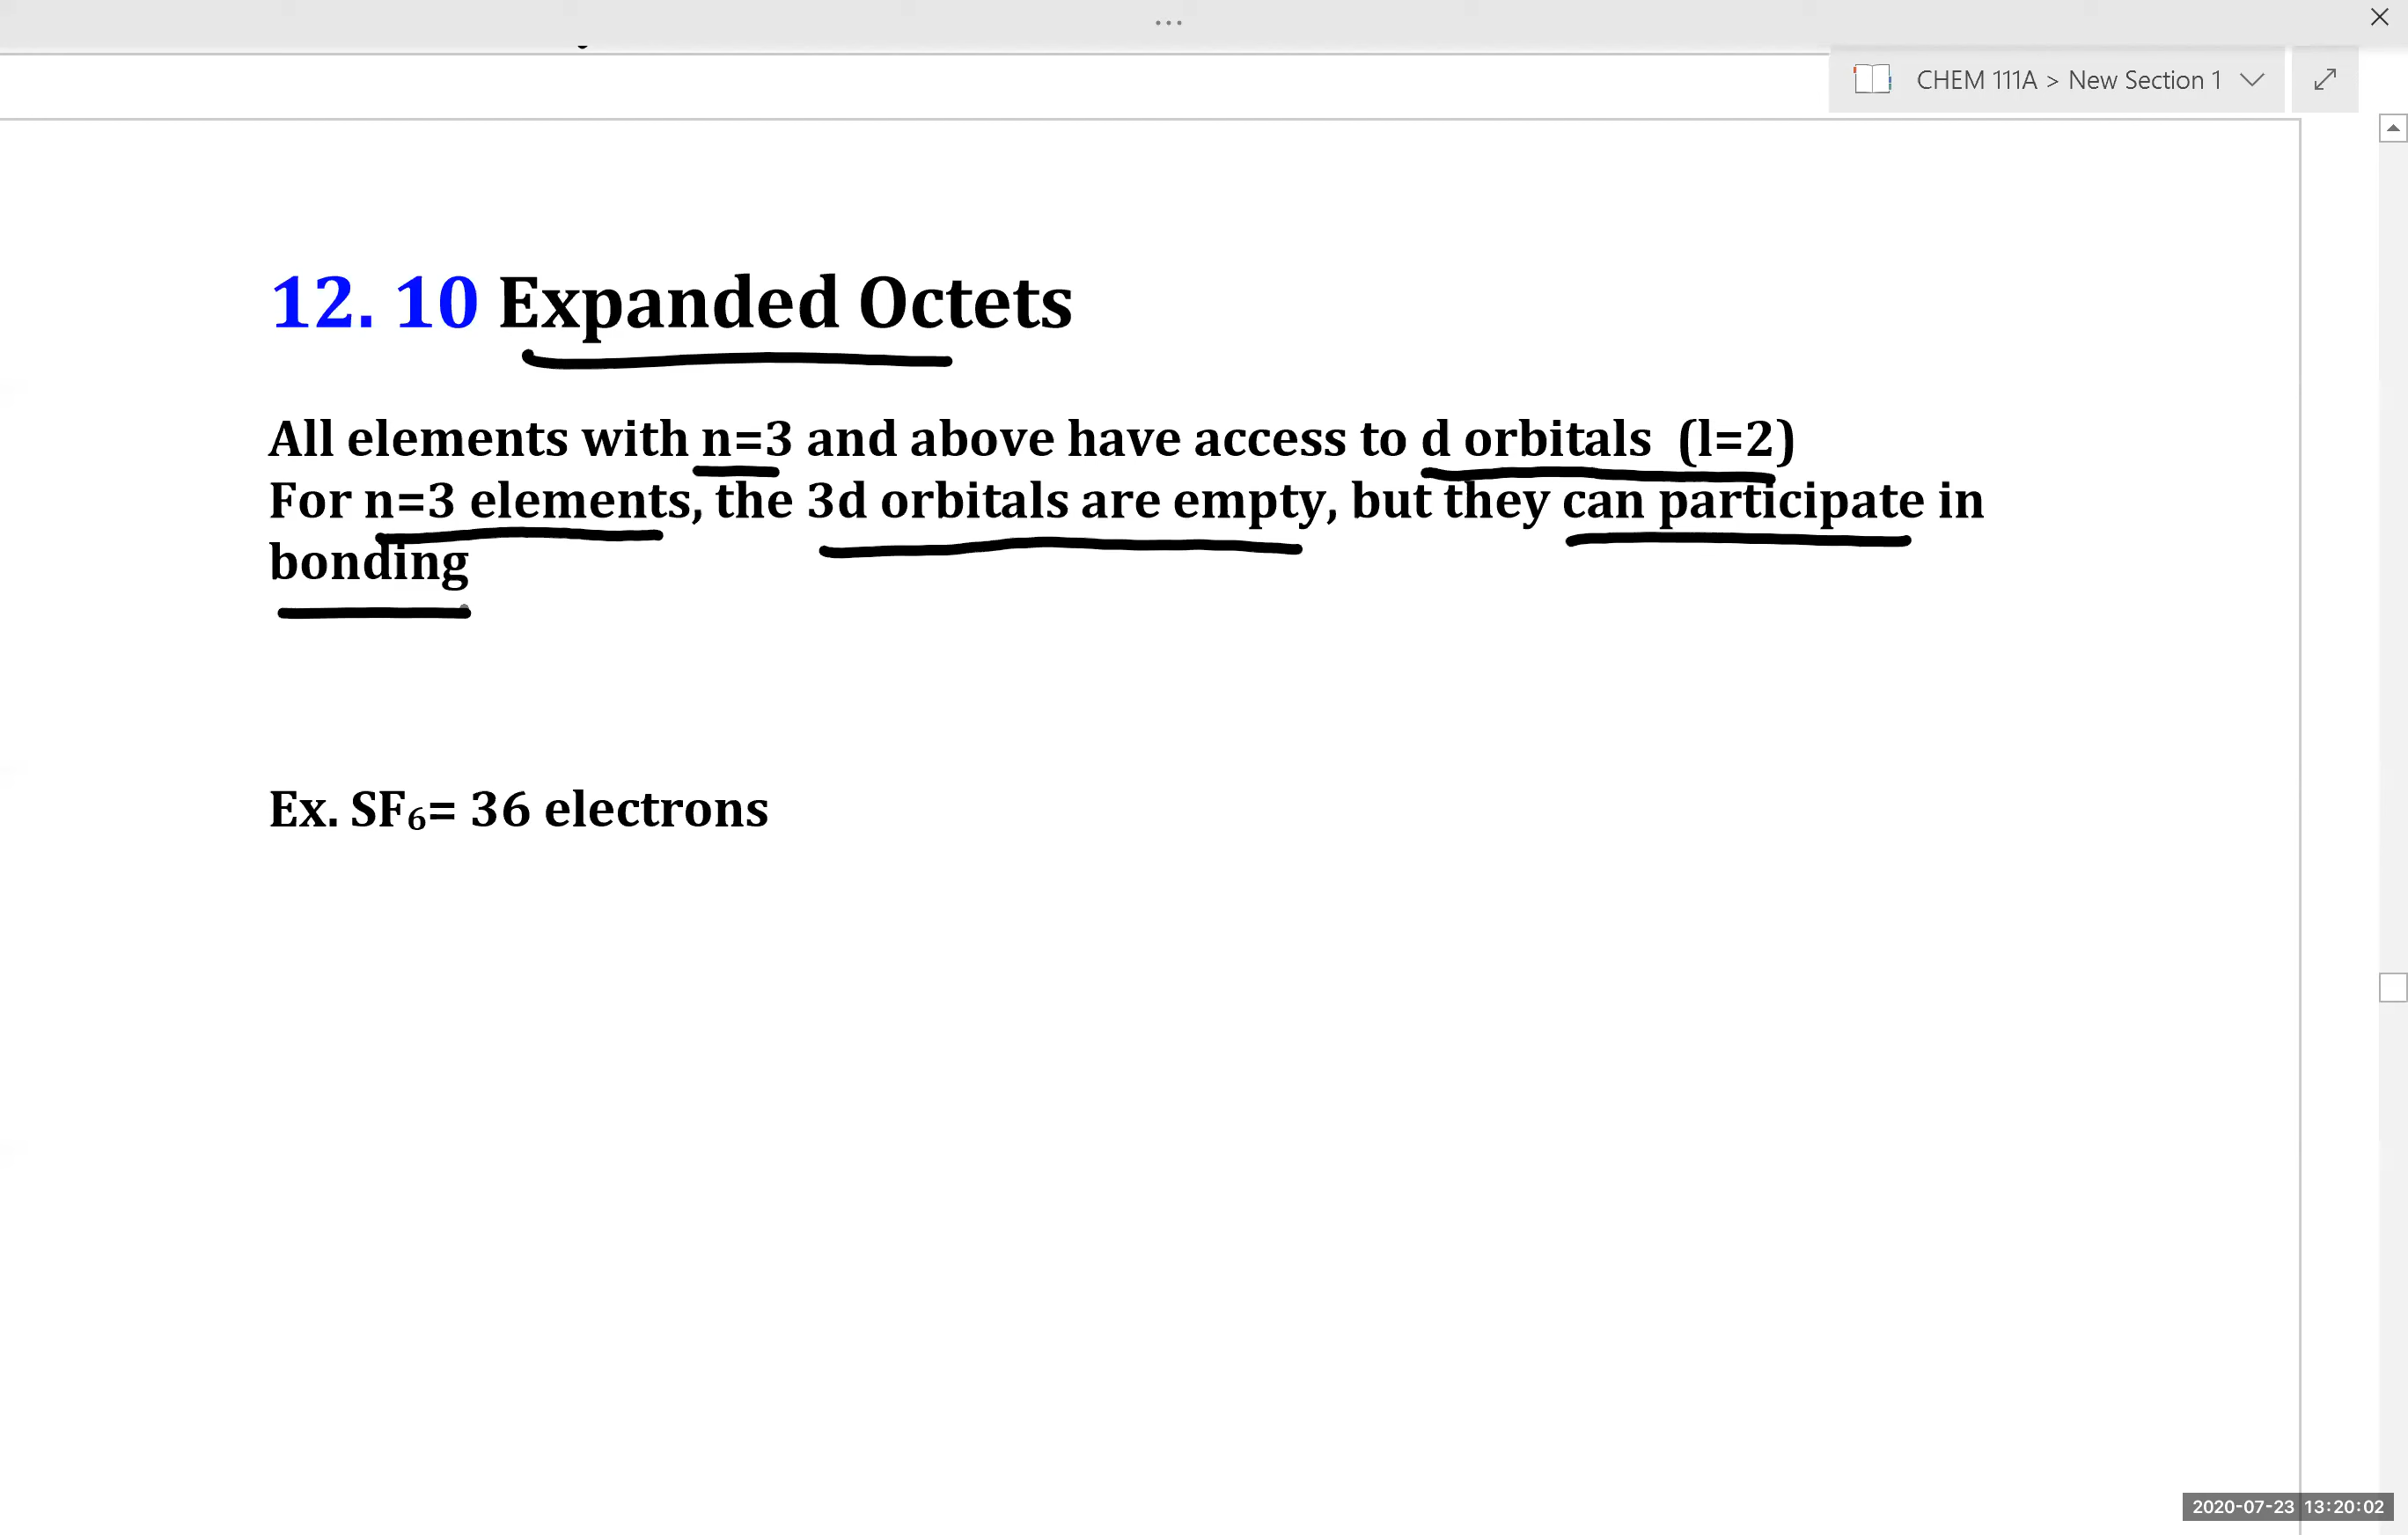 ...
CHEM 111A > New Section 1
12. 10 Expanded Octets
All elements with n=3 and above have access to d orbitals  (l=2)
For n=3 elements, the 3d orbitals are empty, but they can participate in
bonding
Ex. SF₆= 36 electrons
2020-07-23 13:20:02